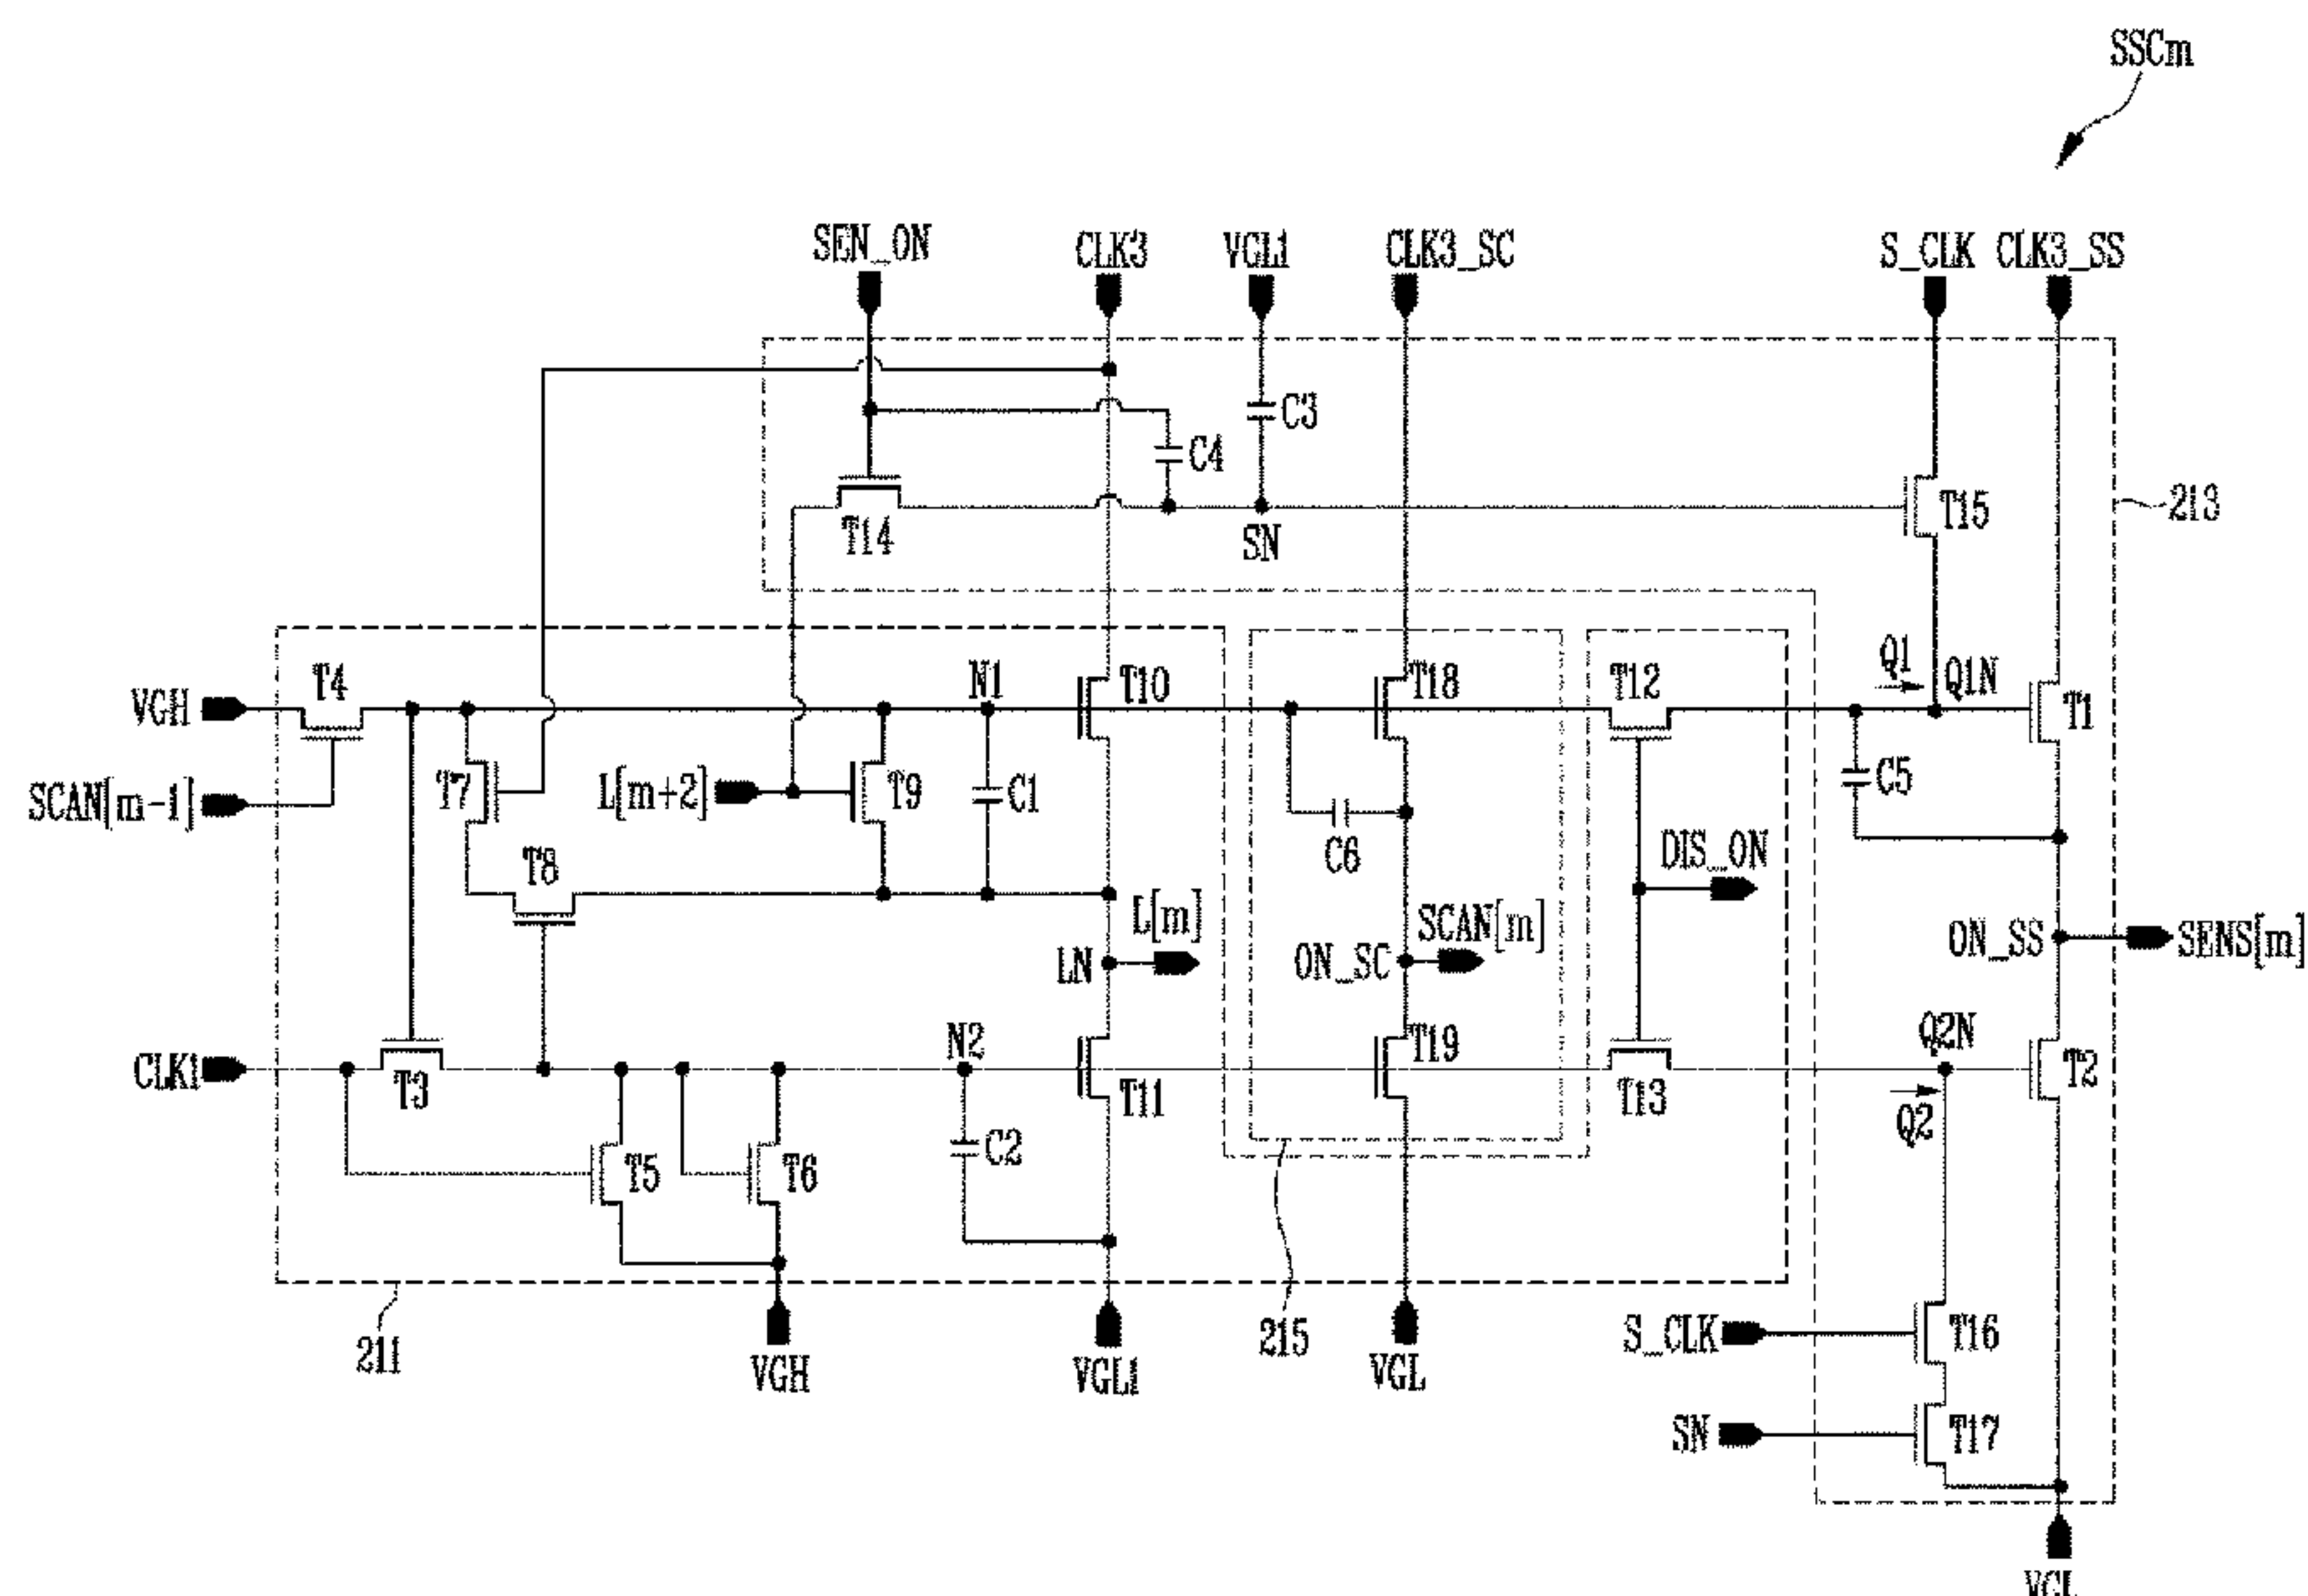 SSCm
SEN_ON
CLK3
VGL1
CLK3_SC
S_CLK
CLK3_SS
C3
C4
T14
SN
T15
213
VGH
T4
N1
T10
T18
T12
Q1
Q1N
T1
SCAN[m-1]
T7
L[m+2]
T9
C1
C6
C5
T8
DIS_ON
L[m]
LN
SCAN[m]
ON_SC
ON_SS
SENS[m]
CLK1
T3
N2
T11
T19
T13
Q2N
T2
Q2
T5
T6
C2
211
VGH
VGL1
215
VGL
S_CLK
T16
SN
T17
VGL